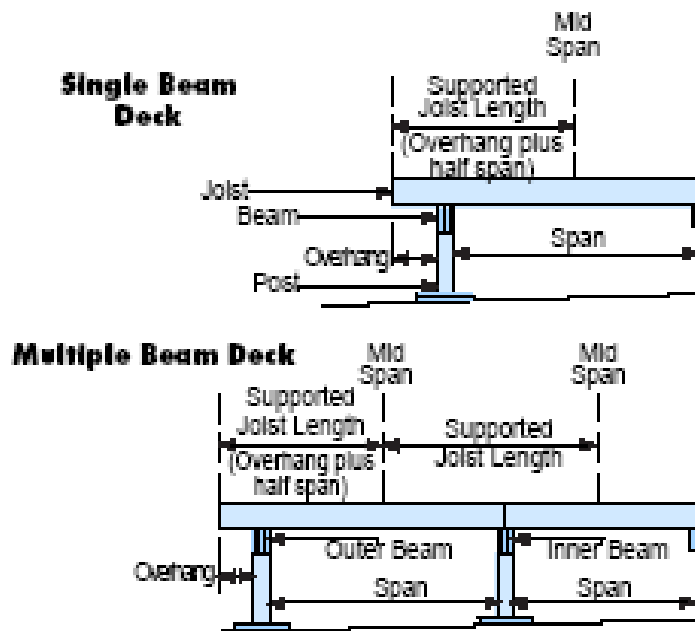 Single Beam
Deck
Mid
Span
Supported
Joist Length
(Overhang plus
half span)
Joist
Beam
Span
Overhang
Post
Multiple Beam Deck
Mid
Span
Mid
Span
Supported
Joist Length
(Overhang plus
half span)
Supported
Joist Length
Outer Beam
Inner Beam
Overhang
Span
Span